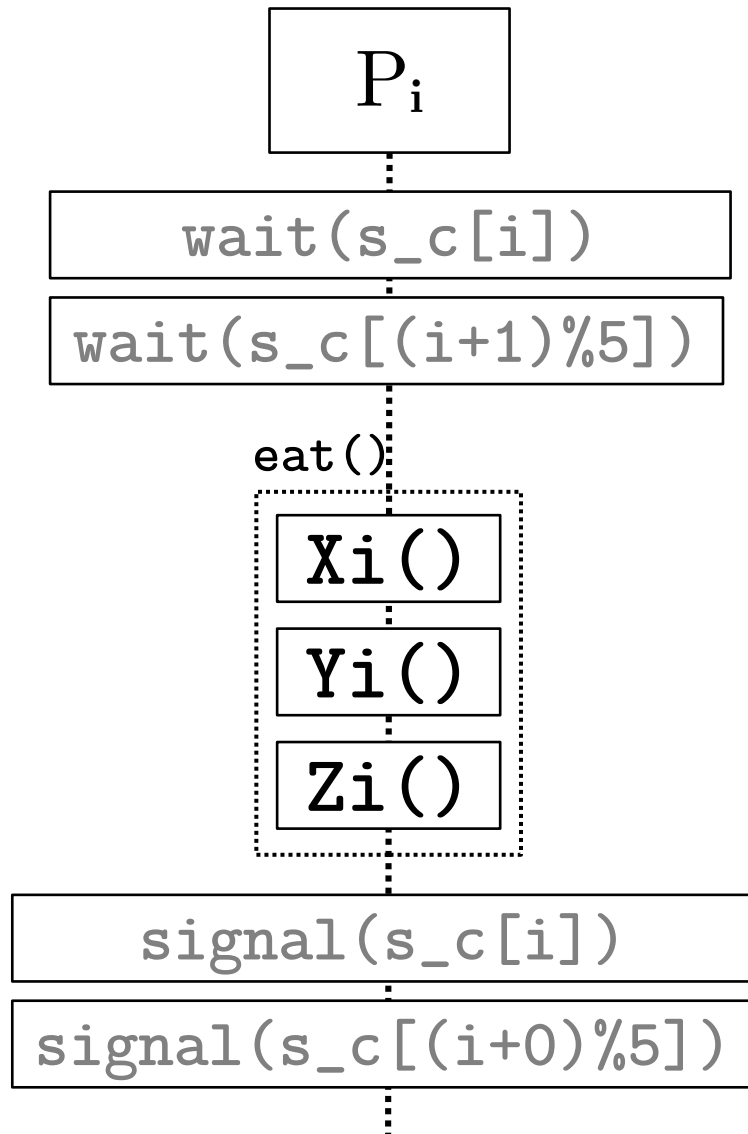 Pi
wait(s_c[i])
wait(s_c[(i+1)%5])
eat()
Xi()
Yi()
Zi()
signal(s_c[i])
signal(s_c[(i+0)%5])